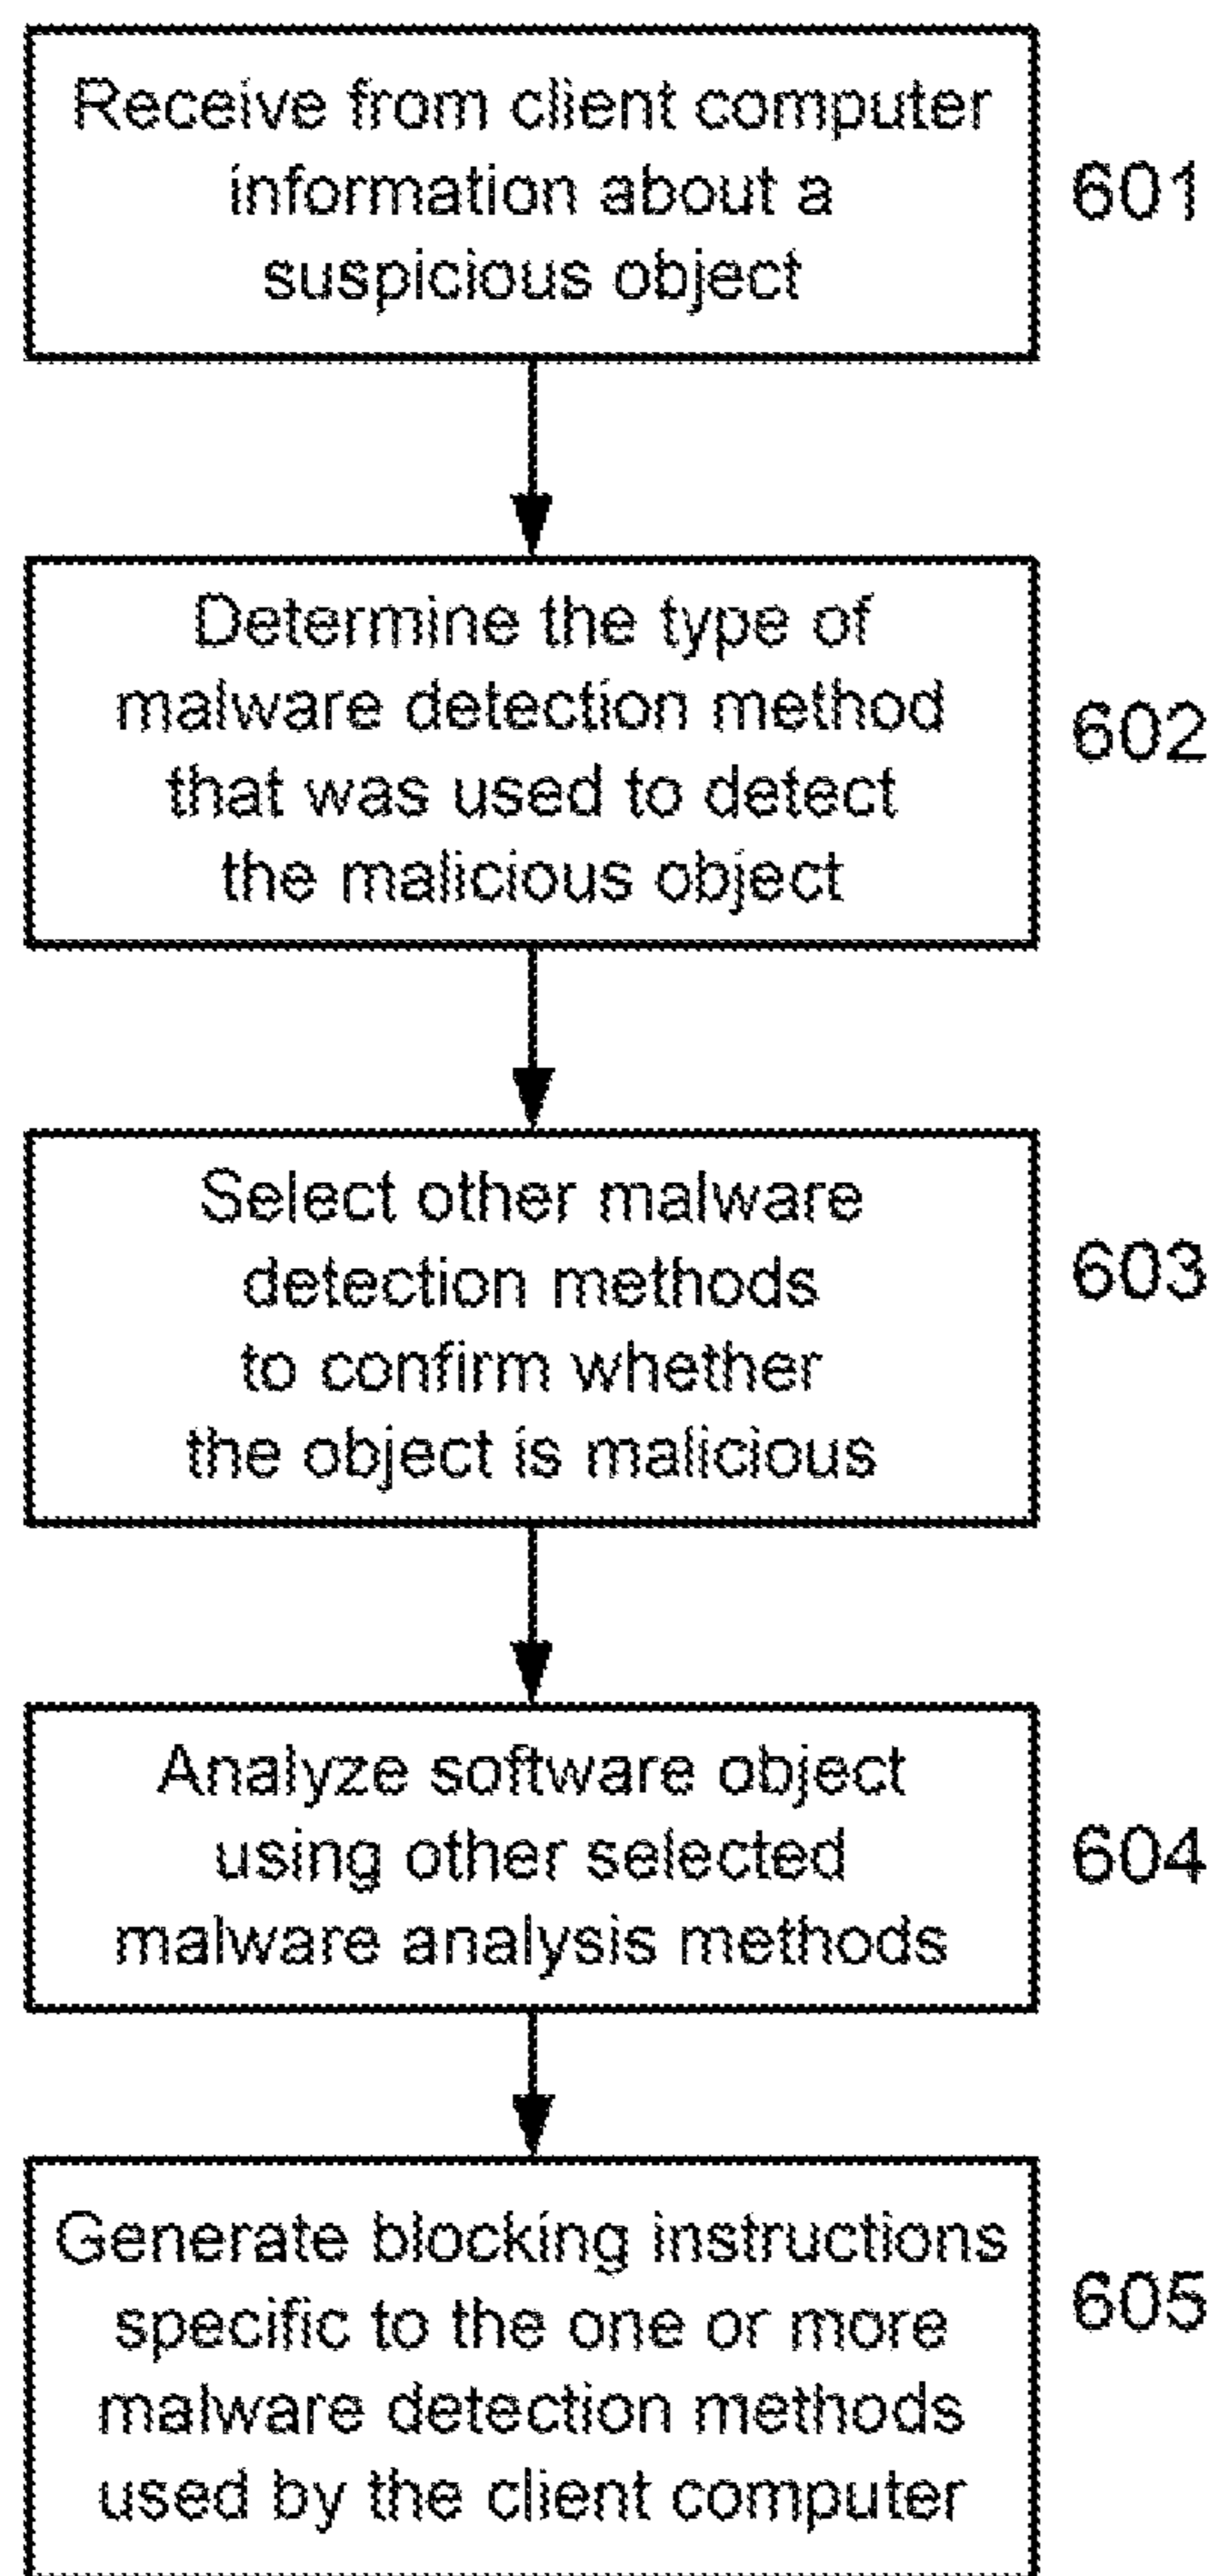 Receive from client computer
information about a
suspicious object
601
Determine the type of
malware detection method
that was used to detect
the malicious object
602
Select other malware
detection methods
to confirm whether
the object is malicious
603
Analyze software object
using other selected
malware analysis methods
604
Generate blocking instructions
specific to the one or more
malware detection methods
used by the client computer
605